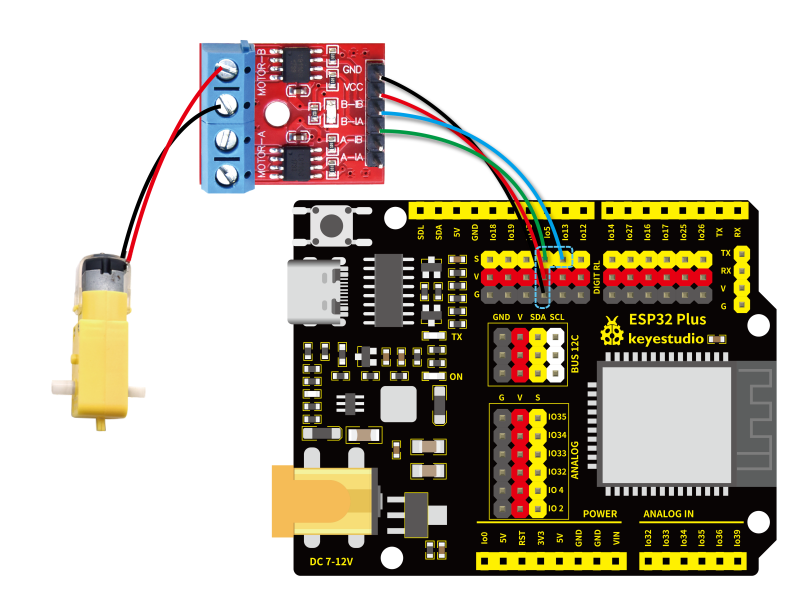 MOTOR-B
MOTOR-A
GND
VCC
B-IB
B-IA
A-IB
A-IA
SDL
SDA
5V
GND
Io18
Io19
Io5
Io13
Io12
Io14
Io27
Io16
Io17
Io25
Io26
TX
RX
S
V
G
DIGIT RL
TX
RX
V
G
ESP32 Plus
keyestudio
TX
ON
GND V SDA SCL
BUS 12C
G V S
IO35
IO34
IO33
IO32
IO 4
IO 2
ANALOG
POWER
ANALOG IN
Io0
5V
RST
3V3
5V
GND
GND
VIN
Io32
Io33
Io34
Io35
Io36
Io39
DC 7-12V